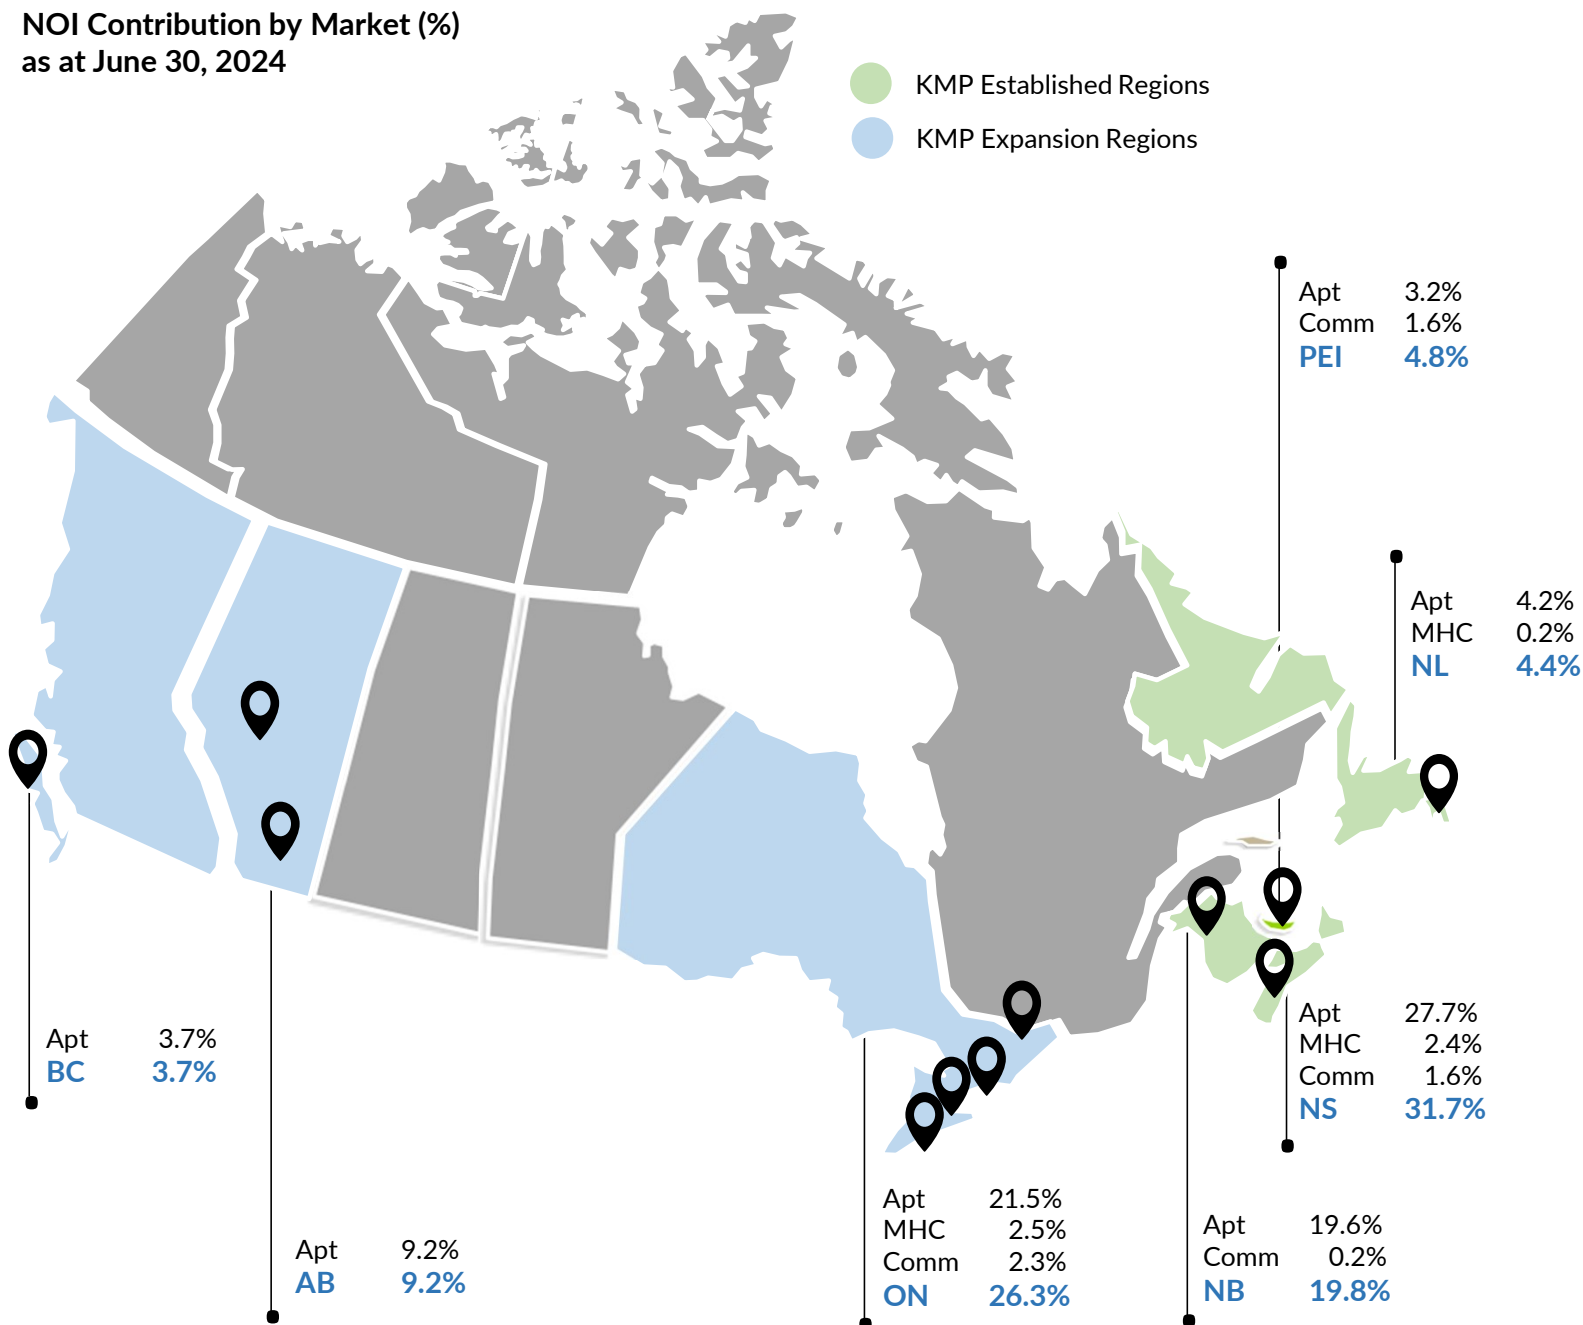 NOI Contribution by Market (%)
as at June 30, 2024
KMP Established Regions
KMP Expansion Regions
Apt 3.2%
Comm 1.6%
PEI 4.8%
Apt 4.2%
MHC 0.2%
NL 4.4%
Apt 3.7%
BC 3.7%
Apt 9.2%
AB 9.2%
Apt 21.5%
MHC 2.5%
Comm 2.3%
ON 26.3%
Apt 27.7%
MHC 2.4%
Comm 1.6%
NS 31.7%
Apt 19.6%
Comm 0.2%
NB 19.8%